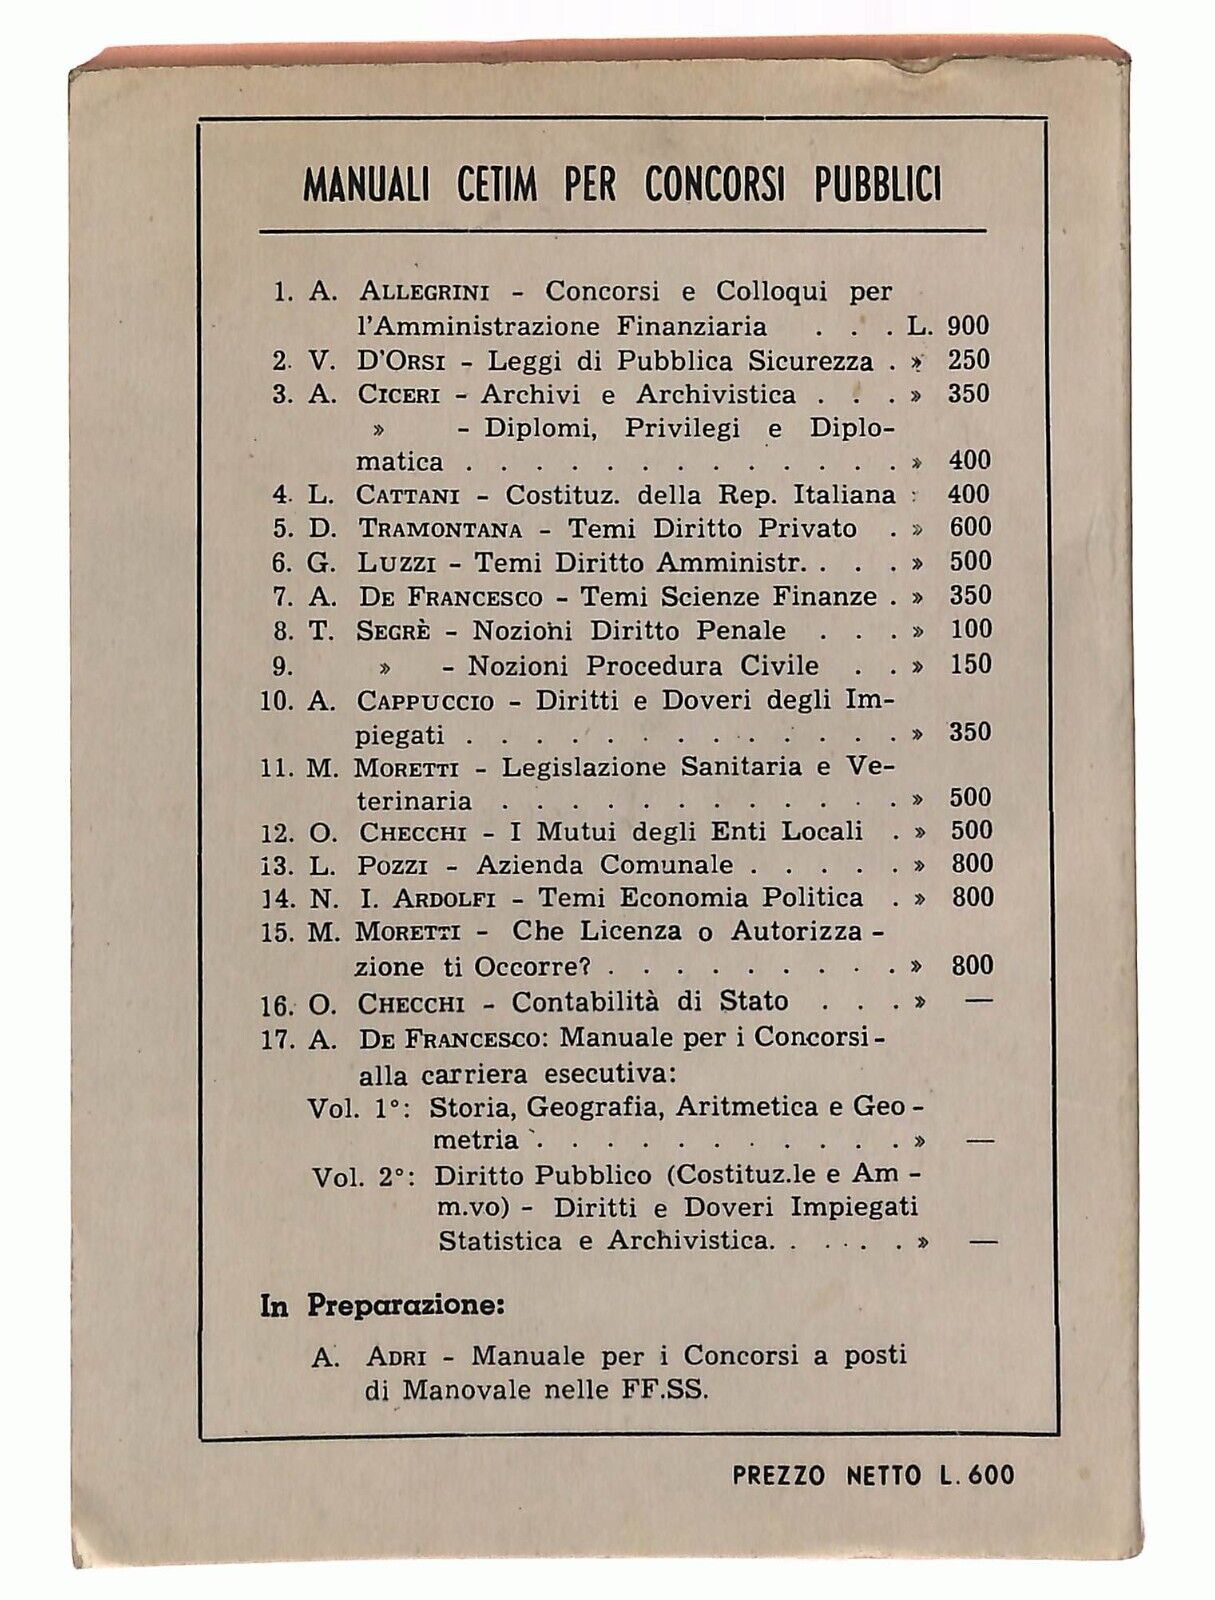 MANUALI CETIM PER CONCORSI PUBBLICI
1. A. ALLEGRINI - Concorsi e Colloqui per
l'Amministrazione Finanziaria . . . L. 900
2. V. D'ORSI - Leggi di Pubblica Sicurezza . » 250
3. A. CICERI - Archivi e Archivistica . . . » 350
» - Diplomi, Privilegi e Diplo-
matica . . . . . . . . . . . . . » 400
4. L. CATTANI - Costituz. della Rep. Italiana : 400
5. D. TRAMONTANA - Temi Diritto Privato . » 600
6. G. LUZZI - Temi Diritto Amministr. . . . » 500
7. A. DE FRANCESCO - Temi Scienze Finanze . » 350
8. T. SEGRÈ - Nozioni Diritto Penale . . . » 100
9. » - Nozioni Procedura Civile . . » 150
10. A. CAPPUCCIO - Diritti e Doveri degli Im-
piegati . . . . . . . . . . . . . » 350
11. M. MORETTI - Legislazione Sanitaria e Ve-
terinaria . . . . . . . . . . . . » 500
12. O. CHECCHI - I Mutui degli Enti Locali . » 500
13. L. POZZI - Azienda Comunale . . . . . » 800
14. N. I. ARDOLFI - Temi Economia Politica . » 800
15. M. MORETTI - Che Licenza o Autorizza-
zione ti Occorre? . . . . . . . . . » 800
16. O. CHECCHI - Contabilità di Stato . . . » —
17. A. DE FRANCESCO: Manuale per i Concorsi-
alla carriera esecutiva:
Vol. 1°: Storia, Geografia, Aritmetica e Geo-
metria . . . . . . . . . . . » —
Vol. 2°: Diritto Pubblico (Costituz.le e Am-
m.vo) - Diritti e Doveri Impiegati
Statistica e Archivistica. . . . . » —
In Preparazione:
A. ADRI - Manuale per i Concorsi a posti
di Manovale nelle FF.SS.
PREZZO NETTO L. 600